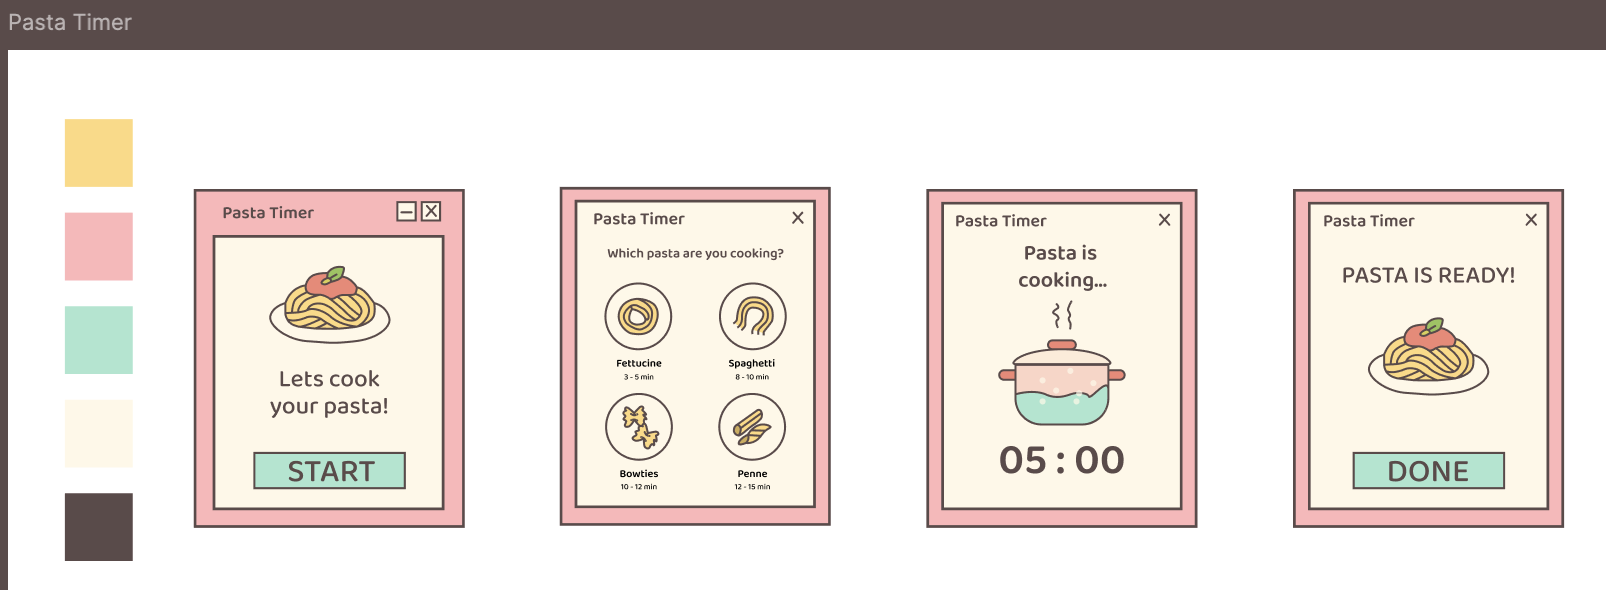 Pasta Timer
Pasta Timer
Lets cook
your pasta!
START
Pasta Timer
Which pasta are you cooking?
Fettucine
3 - 5 min
Spaghetti
8 - 10 min
Bowties
10 - 12 min
Penne
12 - 15 min
Pasta Timer
Pasta is
cooking...
05 : 00
Pasta Timer
PASTA IS READY!
DONE